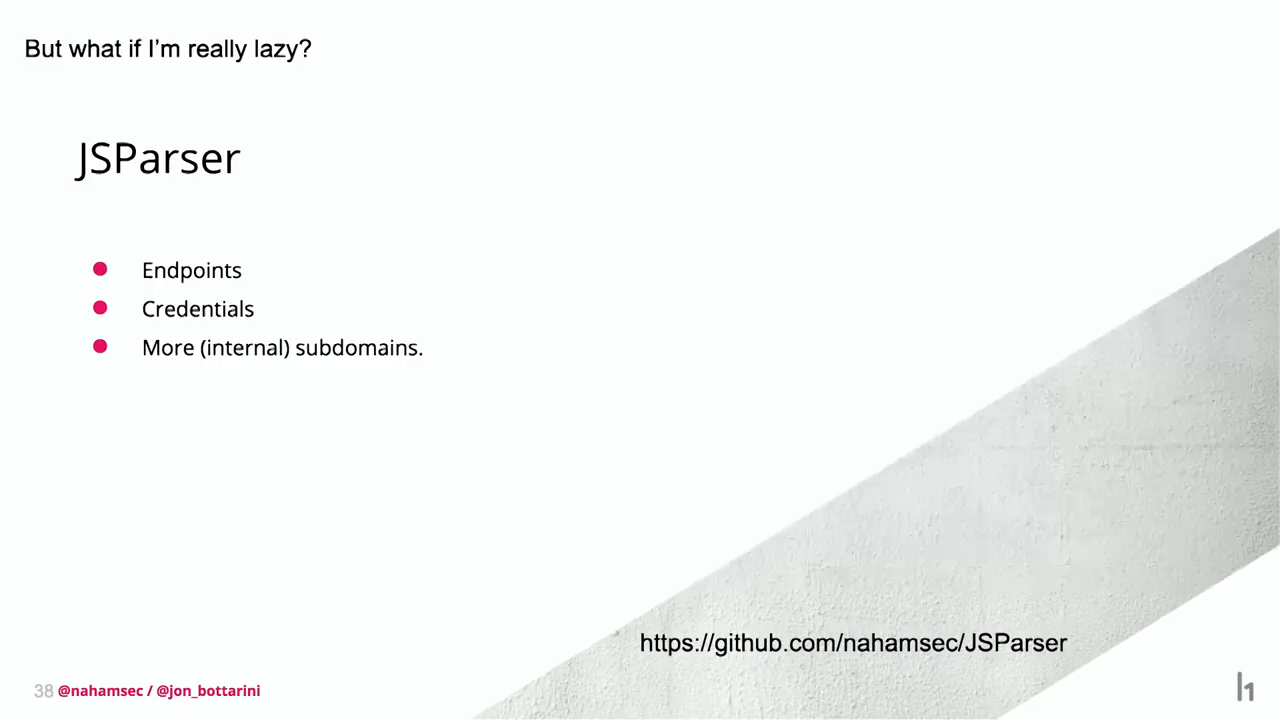 But what if I’m really lazy?
JSParser
Endpoints
Credentials
More (internal) subdomains.
https://github.com/nahamsec/JSParser
38 @nahamsec / @jon_bottarini
h1